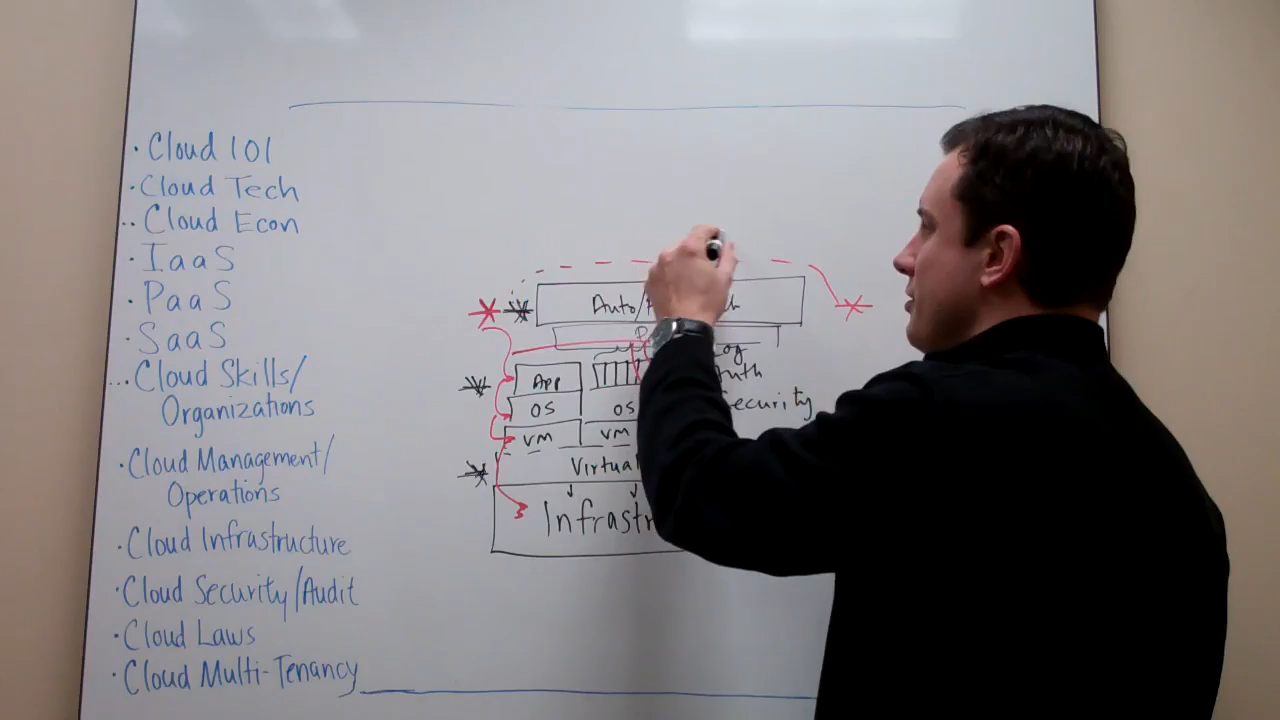 · Cloud 101
· Cloud Tech
·· Cloud Econ
· IaaS
· PaaS
· SaaS
··· Cloud Skills/
Organizations
· Cloud Management/
Operations
· Cloud Infrastructure
· Cloud Security/Audit
· Cloud Laws
· Cloud Multi-Tenancy
Auto/
App
OS OS
VM VM